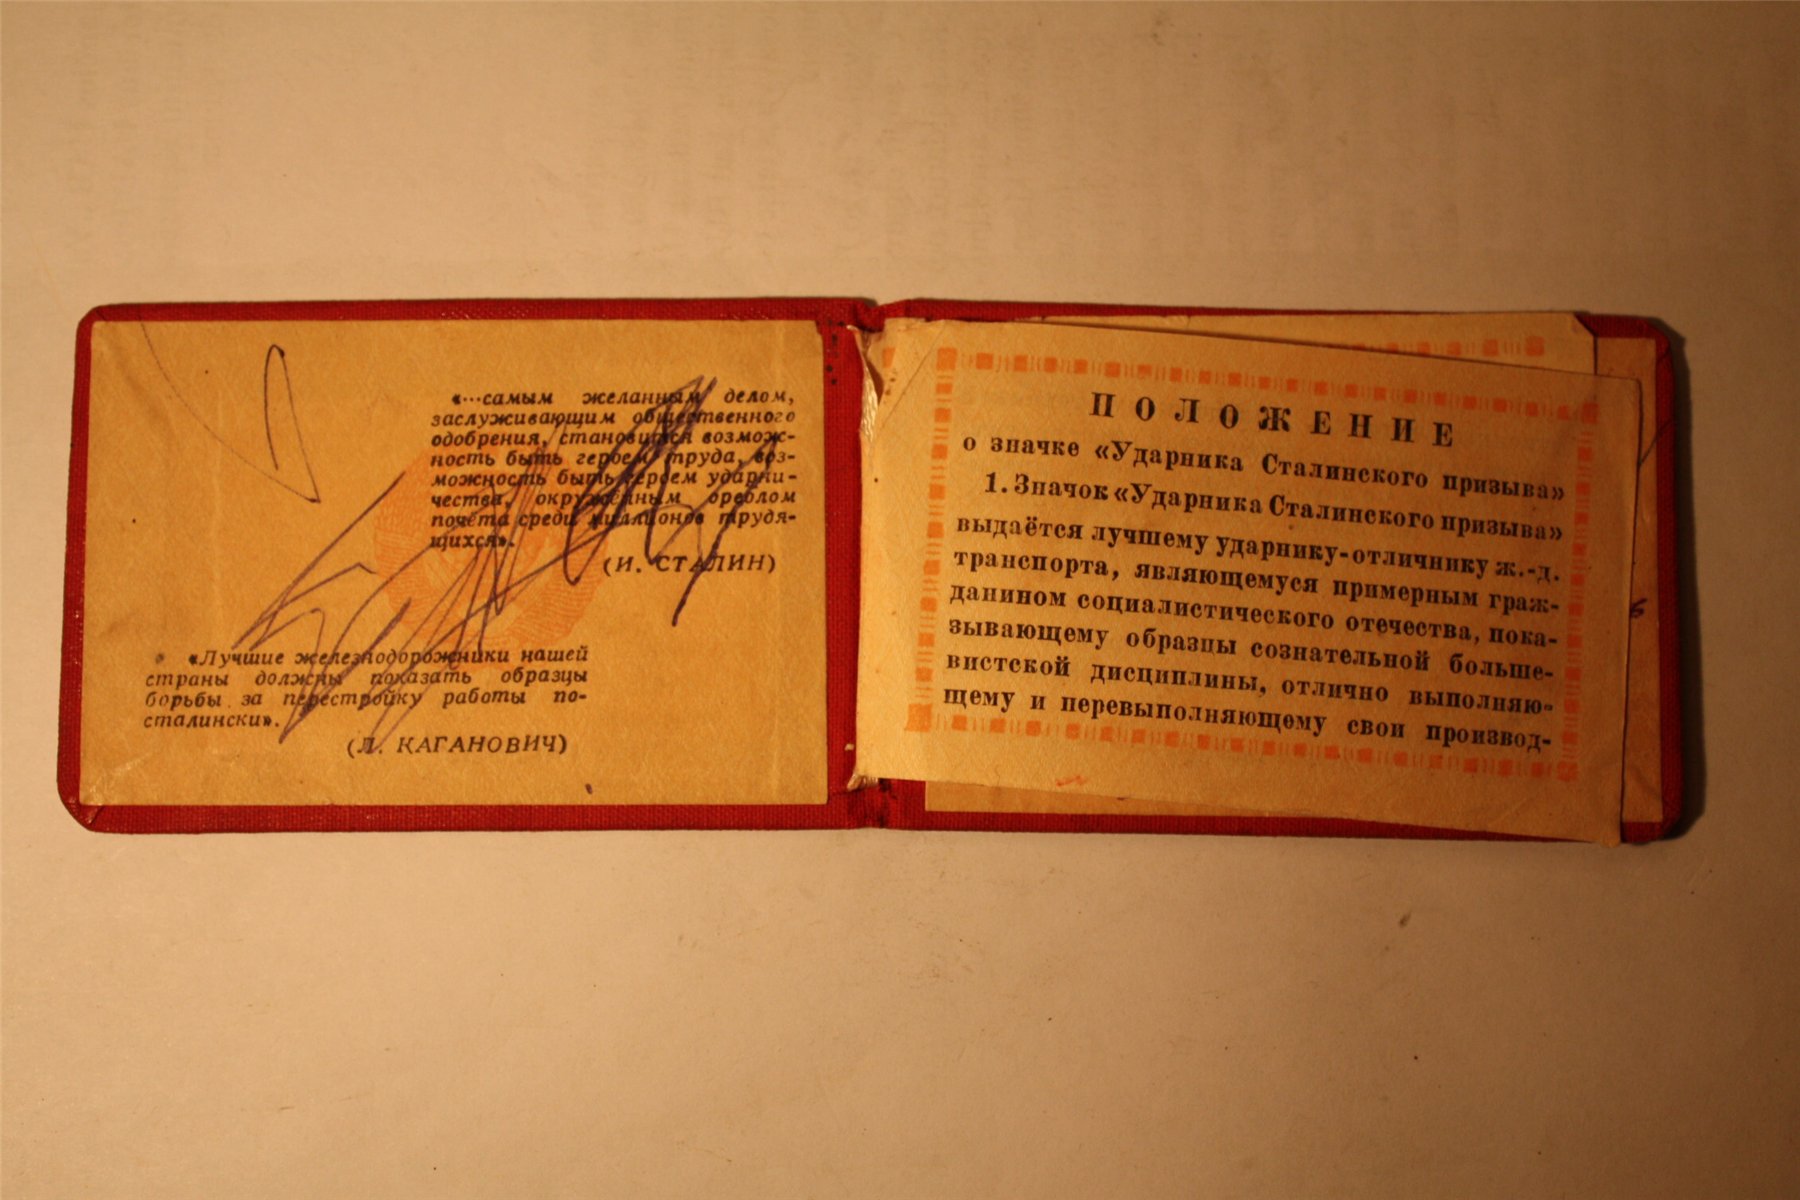 «...самым желанным делом,
заслуживающим общественного
одобрения, становится возмож-
ность быть героем труда, воз-
можность быть героем ударни-
чества, окружённым ореолом
почёта среди миллионов трудя-
щихся».
(И. СТАЛИН)
«Лучшие железнодорожники нашей
страны должны показать образцы
борьбы за перестройку работы по-
сталински».
(Л. КАГАНОВИЧ)
ПОЛОЖЕНИЕ
о значке «Ударника Сталинского призыва»
1. Значок «Ударника Сталинского призыва»
выдаётся лучшему ударнику-отличнику ж.-д.
транспорта, являющемуся примерным граж-
данином социалистического отечества, пока-
зывающему образцы сознательной больше-
вистской дисциплины, отлично выполняю-
щему и перевыполняющему свои производ-